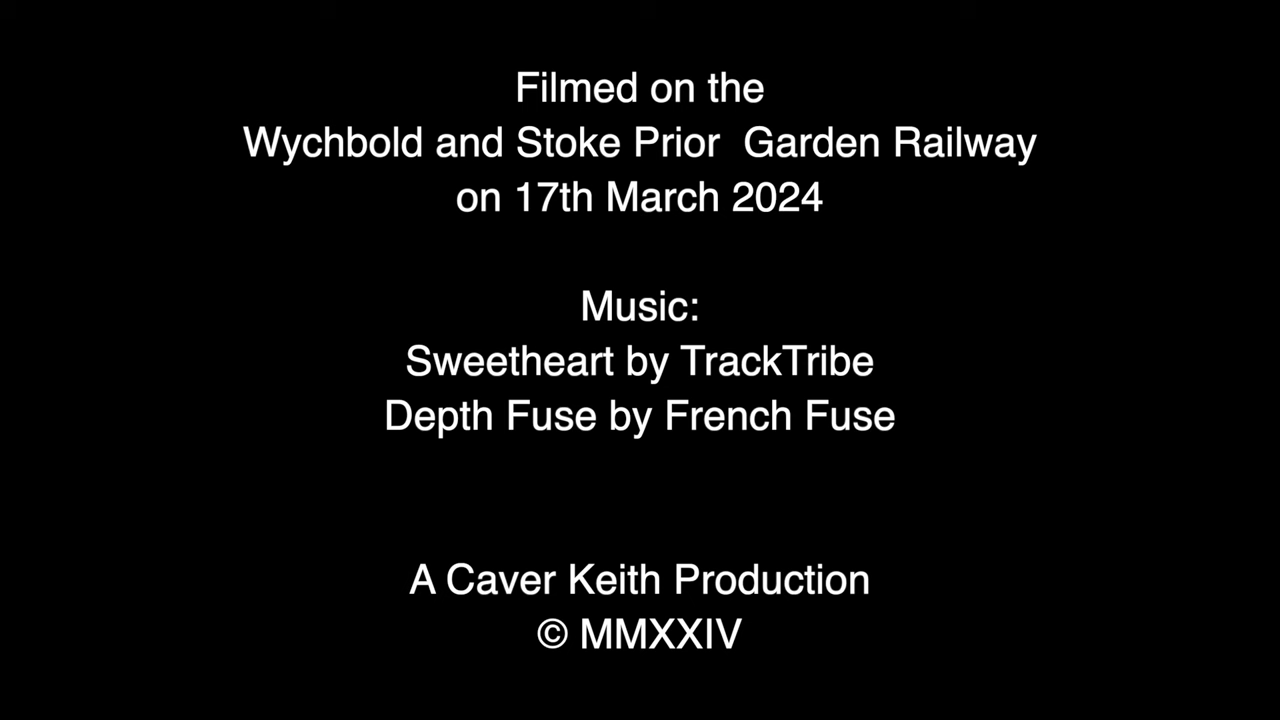 Filmed on the
Wychbold and Stoke Prior  Garden Railway
on 17th March 2024
Music:
Sweetheart by TrackTribe
Depth Fuse by French Fuse
A Caver Keith Production
© MMXXIV